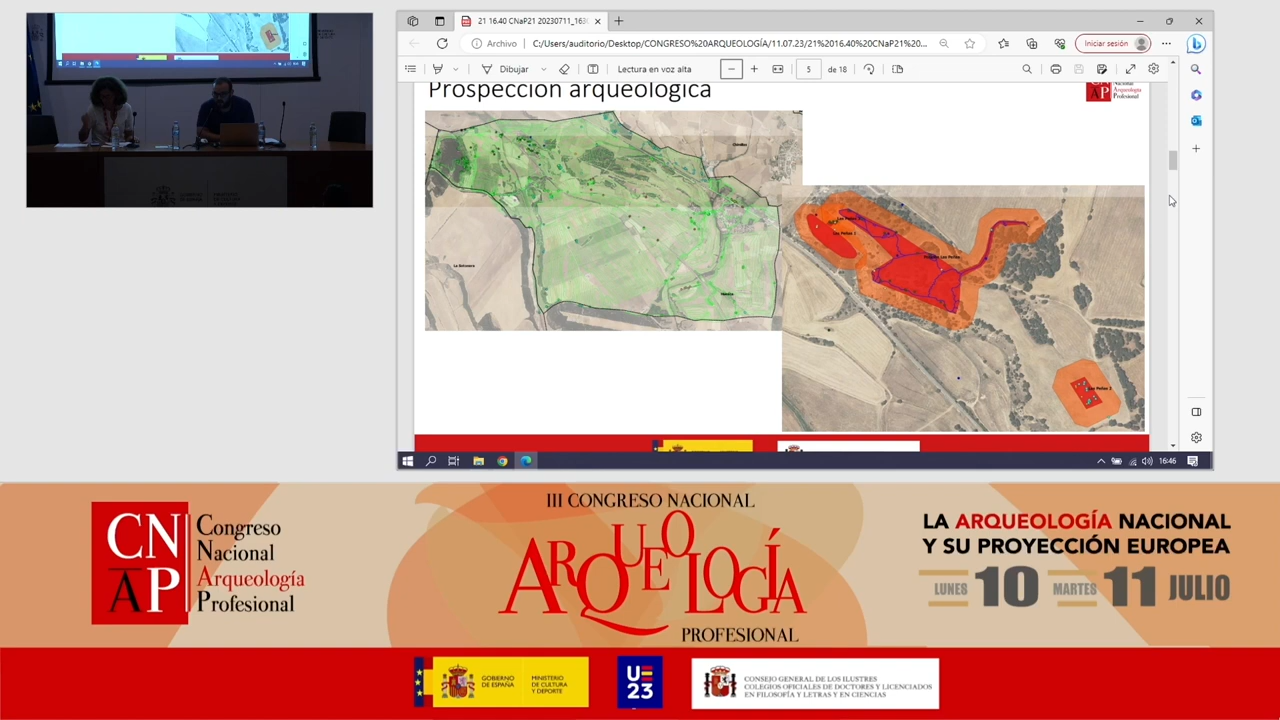 21 16.40 CNaP21 20230711_163
Archivo
C:/Users/auditorio/Desktop/CONGRESO%20ARQUEOLOGÍA/11.07.23/21%2016.40%20CNaP21%20...
Iniciar sesión
Dibujar
Lectura en voz alta
5
de 18
Prospección arqueológica
Arqueología
Profesional
16:46
CN
AP
Congreso
Nacional
Arqueología
Profesional
III CONGRESO NACIONAL
ARQUEOLOGÍA
PROFESIONAL
LA ARQUEOLOGÍA NACIONAL
Y SU PROYECCIÓN EUROPEA
LUNES 10 MARTES 11 JULIO
GOBIERNO
DE ESPAÑA
MINISTERIO
DE CULTURA
Y DEPORTE
UE
23
CONSEJO GENERAL DE LOS ILUSTRES
COLEGIOS OFICIALES DE DOCTORES Y LICENCIADOS
EN FILOSOFÍA Y LETRAS Y EN CIENCIAS